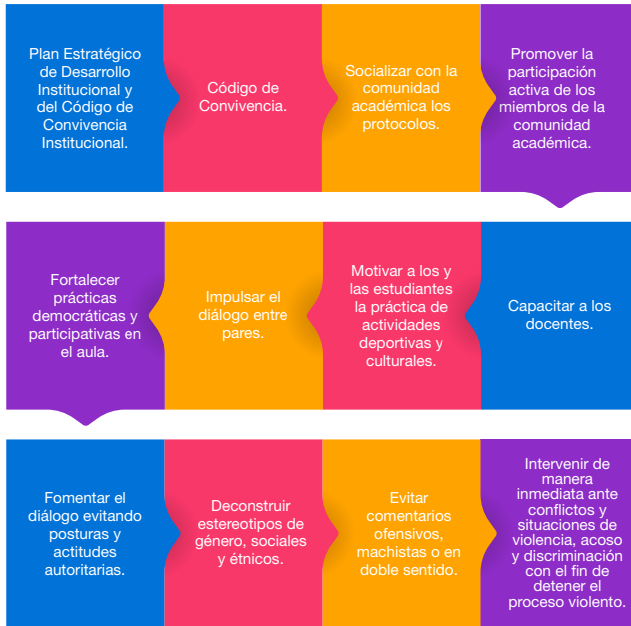 Plan Estratégico
de Desarrollo
Institucional y
del Código de
Convivencia
Institucional.
Código de
Convivencia.
Socializar con la
comunidad
académica los
protocolos.
Promover la
participación
activa de los
miembros de la
comunidad
académica.
Capacitar a los
docentes.
Motivar a los y
las estudiantes
la práctica de
actividades
deportivas y
culturales.
Impulsar el
diálogo entre
pares.
Fortalecer
prácticas
democráticas y
participativas en
el aula.
Fomentar el
diálogo evitando
posturas y
actitudes
autoritarias.
Deconstruir
estereotipos de
género, sociales
y étnicos.
Evitar
comentarios
ofensivos,
machistas o en
doble sentido.
Intervenir de
manera
inmediata ante
conflictos y
situaciones de
violencia, acoso
y discriminación
con el fin de
detener el
proceso violento.